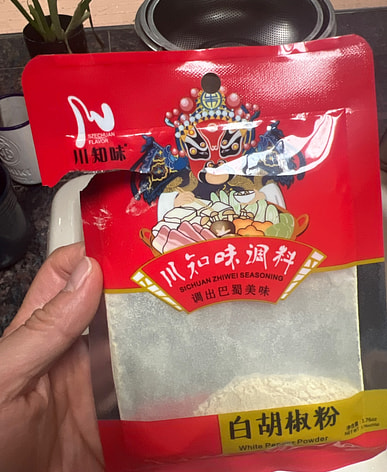 SZECHUAN
FLAVOR
川知味
川知味调料
SICHUAN ZHIWEI SEASONING
调出巴蜀美味
白胡椒粉
White Pepper Powder